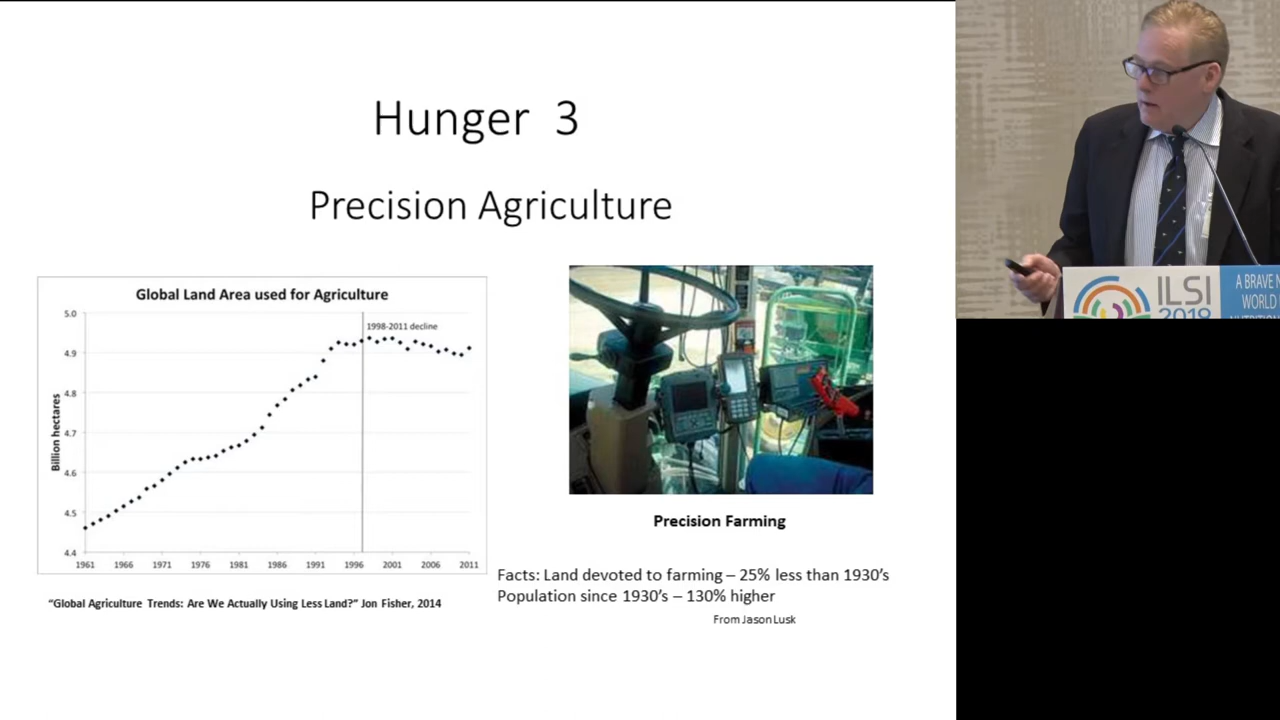 Hunger 3
Precision Agriculture
Global Land Area used for Agriculture
1998-2011 decline
Billion hectares
5.0
4.9
4.8
4.7
4.6
4.5
4.4
1961 1966 1971 1976 1981 1986 1991 1996 2001 2006 2011
"Global Agriculture Trends: Are We Actually Using Less Land?" Jon Fisher, 2014
Precision Farming
Facts: Land devoted to farming – 25% less than 1930's
Population since 1930's – 130% higher
From Jason Lusk
ILSI
2019
A BRAVE N
WORLD